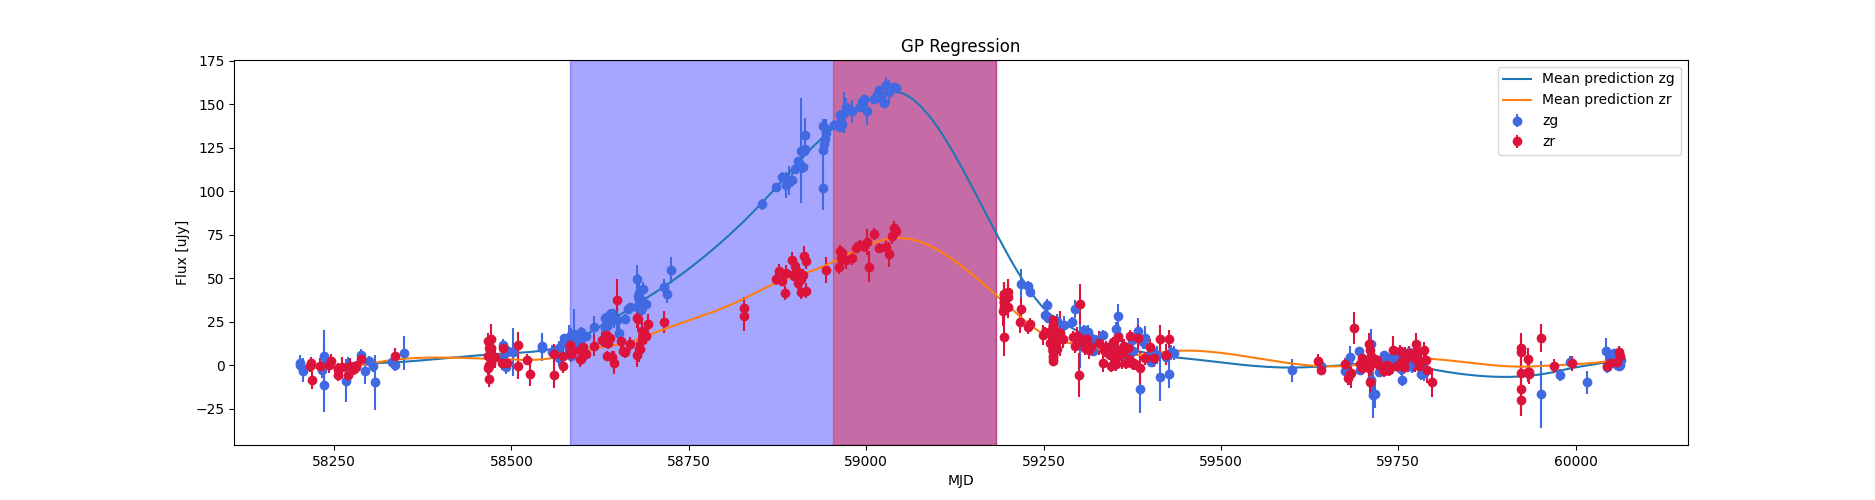 GP Regression
Flux [uJy]
175
150
125
100
75
50
25
0
−25
58250
58500
58750
59000
59250
59500
59750
60000
MJD
Mean prediction zg
Mean prediction zr
zg
zr